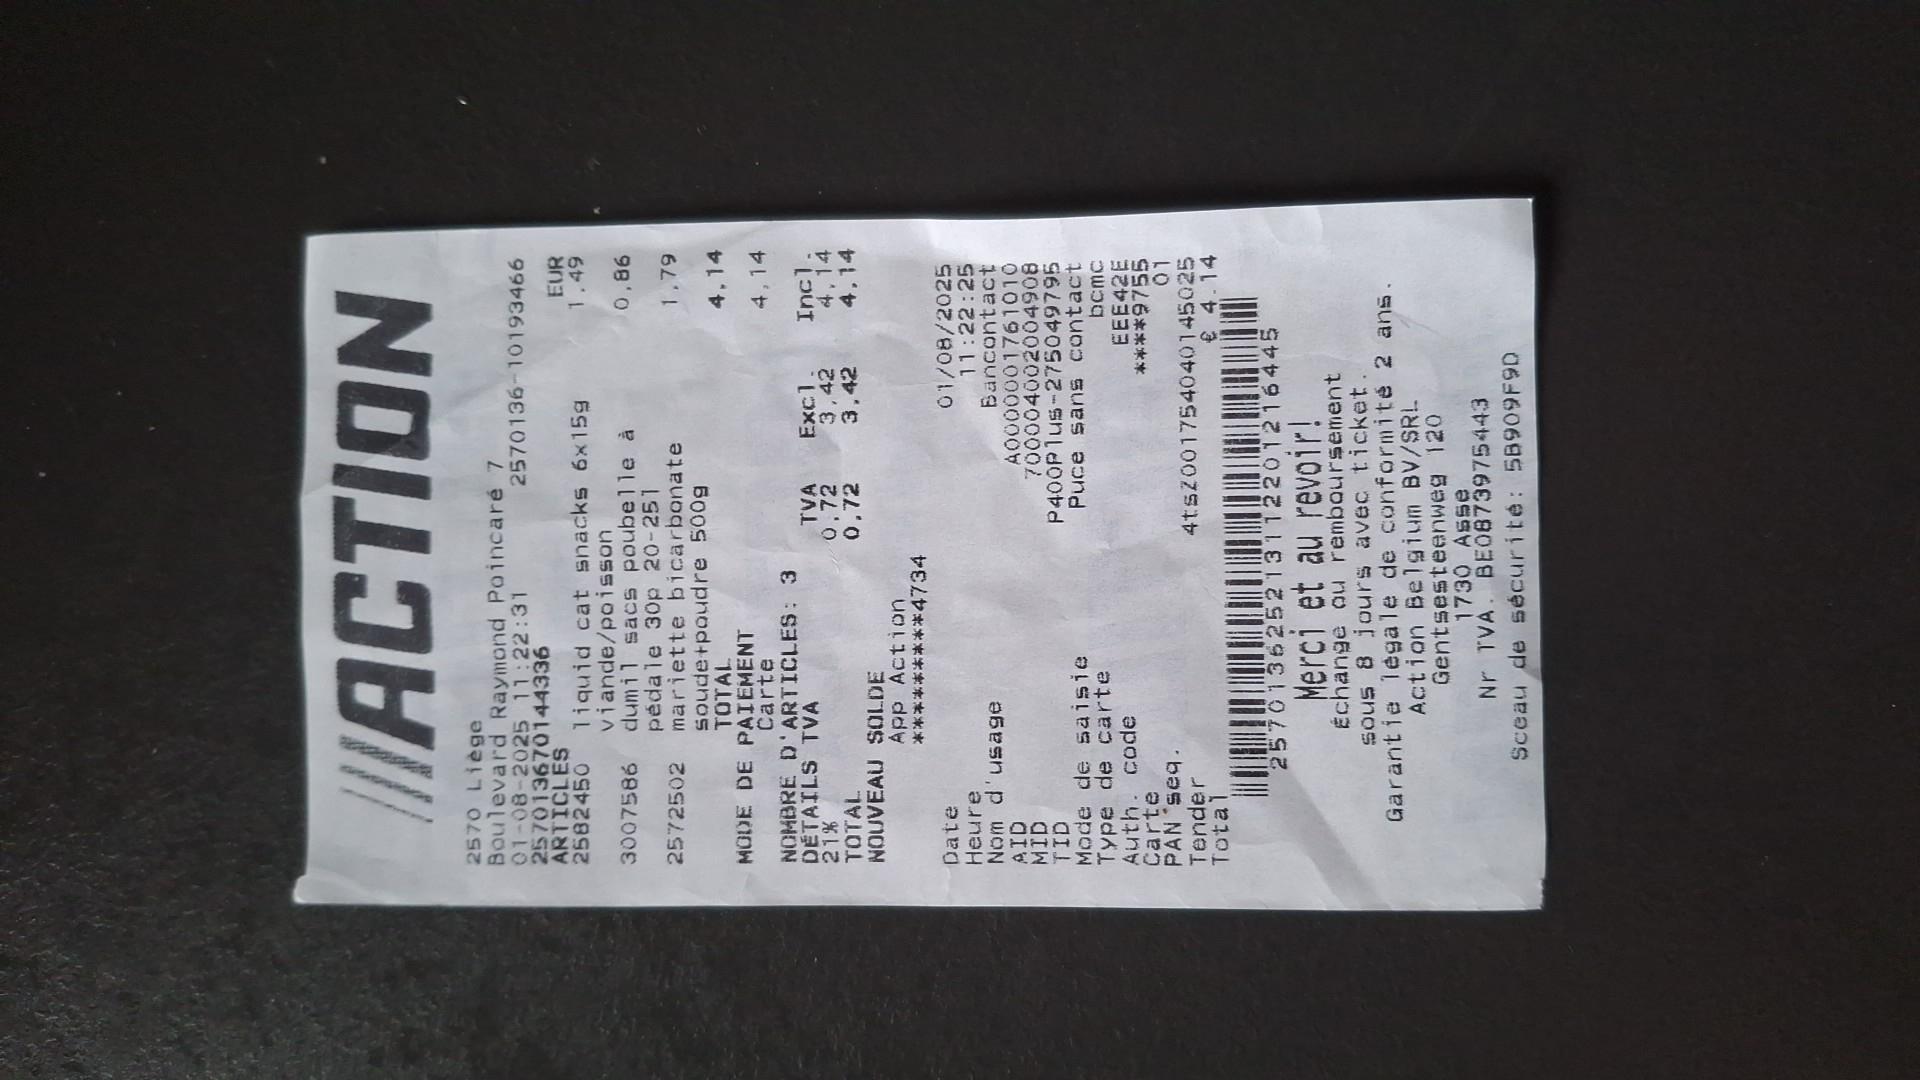 ///ACTION
2570 Liège
Boulevard Raymond Poincaré 7
01-08-2025 11:22:31 2570136-10193466
257013670144336
ARTICLES EUR
2582450 liquid cat snacks 6x15g 1,49
viande/poisson
3007586 dumil sacs poubelle à 0,86
pédale 30p 20-25l
2572502 mariette bicarbonate 1,79
soude+poudre 500g
TOTAL 4,14
MODE DE PAIEMENT
Carte 4,14
NOMBRE D'ARTICLES: 3
DÉTAILS TVA TVA Excl. Incl.
21% 0,72 3,42 4,14
TOTAL 0,72 3,42 4,14
NOUVEAU SOLDE
App Action
*********4734
Date 01/08/2025
Heure 11:22:25
Nom d'usage Bancontact
AID A0000001761010
MID 700004002004908
TID P400Plus-275049795
Mode de saisie Puce sans contact
Type de carte bcmc
Auth. code EEE42E
Carte ****9755
PAN seq. 01
Tender 4tsZ001754040145025
Total € 4.14
25701362521311220121 6445
Merci et au revoir!
Échange ou remboursement
sous 8 jours avec ticket.
Garantie légale de conformité 2 ans.
Action Belgium BV/SRL
Gentsesteenweg 120
1730 Asse
Nr TVA. BE0873975443
Sceau de sécurité: 5B909F9D